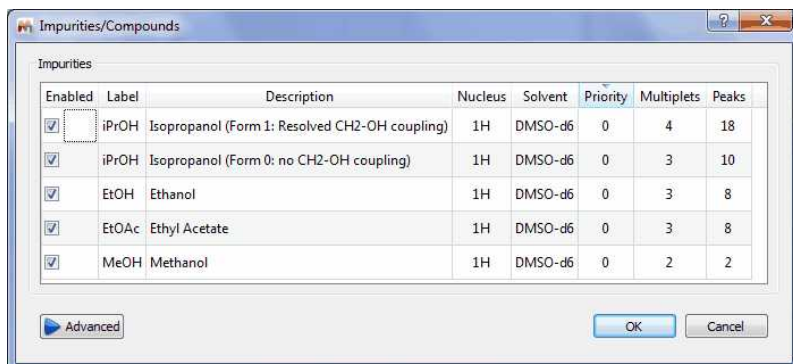 Impurities/Compounds
Impurities
Enabled Label Description Nucleus Solvent Priority Multiplets Peaks
iPrOH Isopropanol (Form 1: Resolved CH2-OH coupling) 1H DMSO-d6 0 4 18
iPrOH Isopropanol (Form 0: no CH2-OH coupling) 1H DMSO-d6 0 3 10
EtOH Ethanol 1H DMSO-d6 0 3 8
EtOAc Ethyl Acetate 1H DMSO-d6 0 3 8
MeOH Methanol 1H DMSO-d6 0 2 2
Advanced OK Cancel